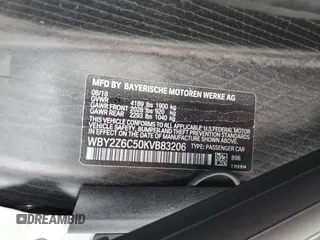 MFD BY BAYERISCHE MOTOREN WERKE AG
08/18
GVWR 4189 lbs 1900 kg
GAWR FRONT 2028 lbs 920 kg
GAWR REAR 2293 lbs 1040 kg
THIS VEHICLE CONFORMS TO ALL APPLICABLE U.S. FEDERAL
MOTOR VEHICLE SAFETY, BUMPER, AND THEFT PREVENTION
STANDARDS IN EFFECT ON THE DATE OF MANUFACTURE SHOWN ABOVE.
WBY2Z6C50KVB83206 TYPE: PASSENGER CAR
B96
DREAMBID